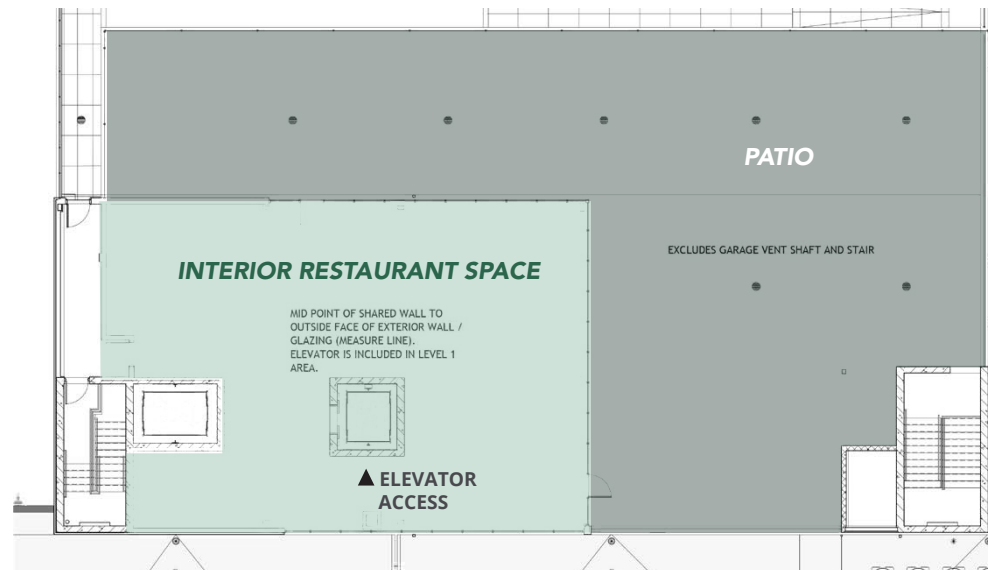 PATIO
EXCLUDES GARAGE VENT SHAFT AND STAIR
INTERIOR RESTAURANT SPACE
MID POINT OF SHARED WALL TO
OUTSIDE FACE OF EXTERIOR WALL /
GLAZING (MEASURE LINE).
ELEVATOR IS INCLUDED IN LEVEL 1
AREA.
ELEVATOR
ACCESS